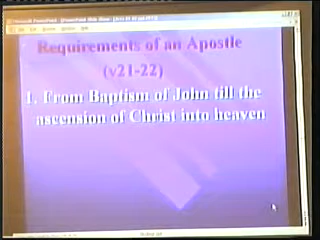 Requirements of an Apostle
(v21-22)
1. From Baptism of John till the
ascension of Christ into heaven